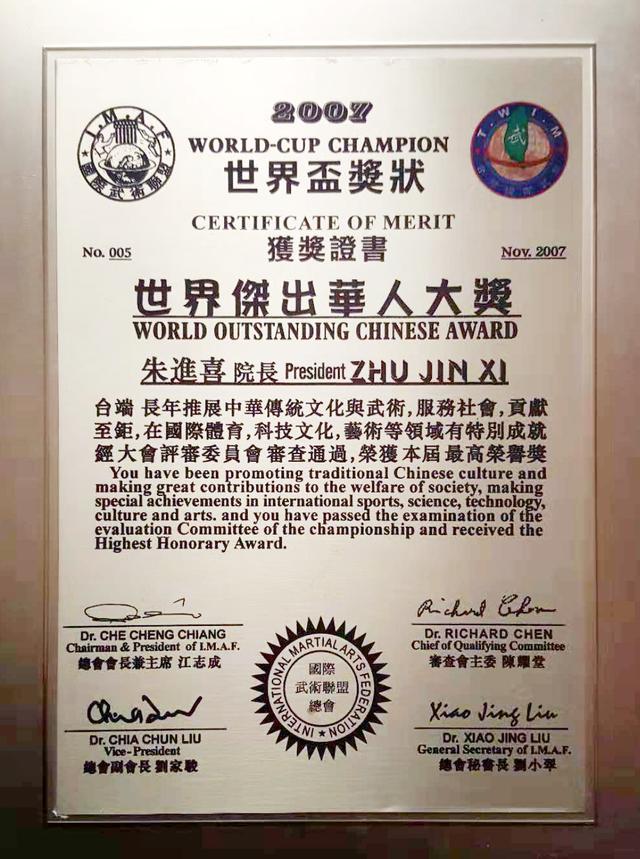 2007
I.M.A.F
國際武術聯盟
T.W.I.M
武
WORLD-CUP CHAMPION
世界盃獎狀
CERTIFICATE OF MERIT
獲獎證書
No. 005
Nov. 2007
世界傑出華人大獎
WORLD OUTSTANDING CHINESE AWARD
朱進喜 院長 President ZHU JIN XI
台端 長年推展中華傳統文化與武術,服務社會,貢獻
至鉅,在國際體育,科技文化,藝術等領域有特別成就
經大會評審委員會審查通過,榮獲本屆最高榮譽獎
You have been promoting traditional Chinese culture and
making great contributions to the welfare of society, making
special achievements in international sports, science, technology,
culture and arts. and you have passed the examination of the
evaluation Committee of the championship and received the
Highest Honorary Award.
Richard Chen
Dr. CHE CHENG CHIANG
Chairman & President of I.M.A.F.
總會會長兼主席 江志成
Dr. RICHARD CHEN
Chief of Qualifying Committee
審查會主委 陳耀堂
INTERNATIONAL MARTIAL ARTS FEDERATION
國際
武術聯盟
總會
Xiao Jing Liu
Dr. CHIA CHUN LIU
Vice-President
總會副會長 劉家駿
Dr. XIAO JING LIU
General Secretary of I.M.A.F.
總會秘書長 劉小翠